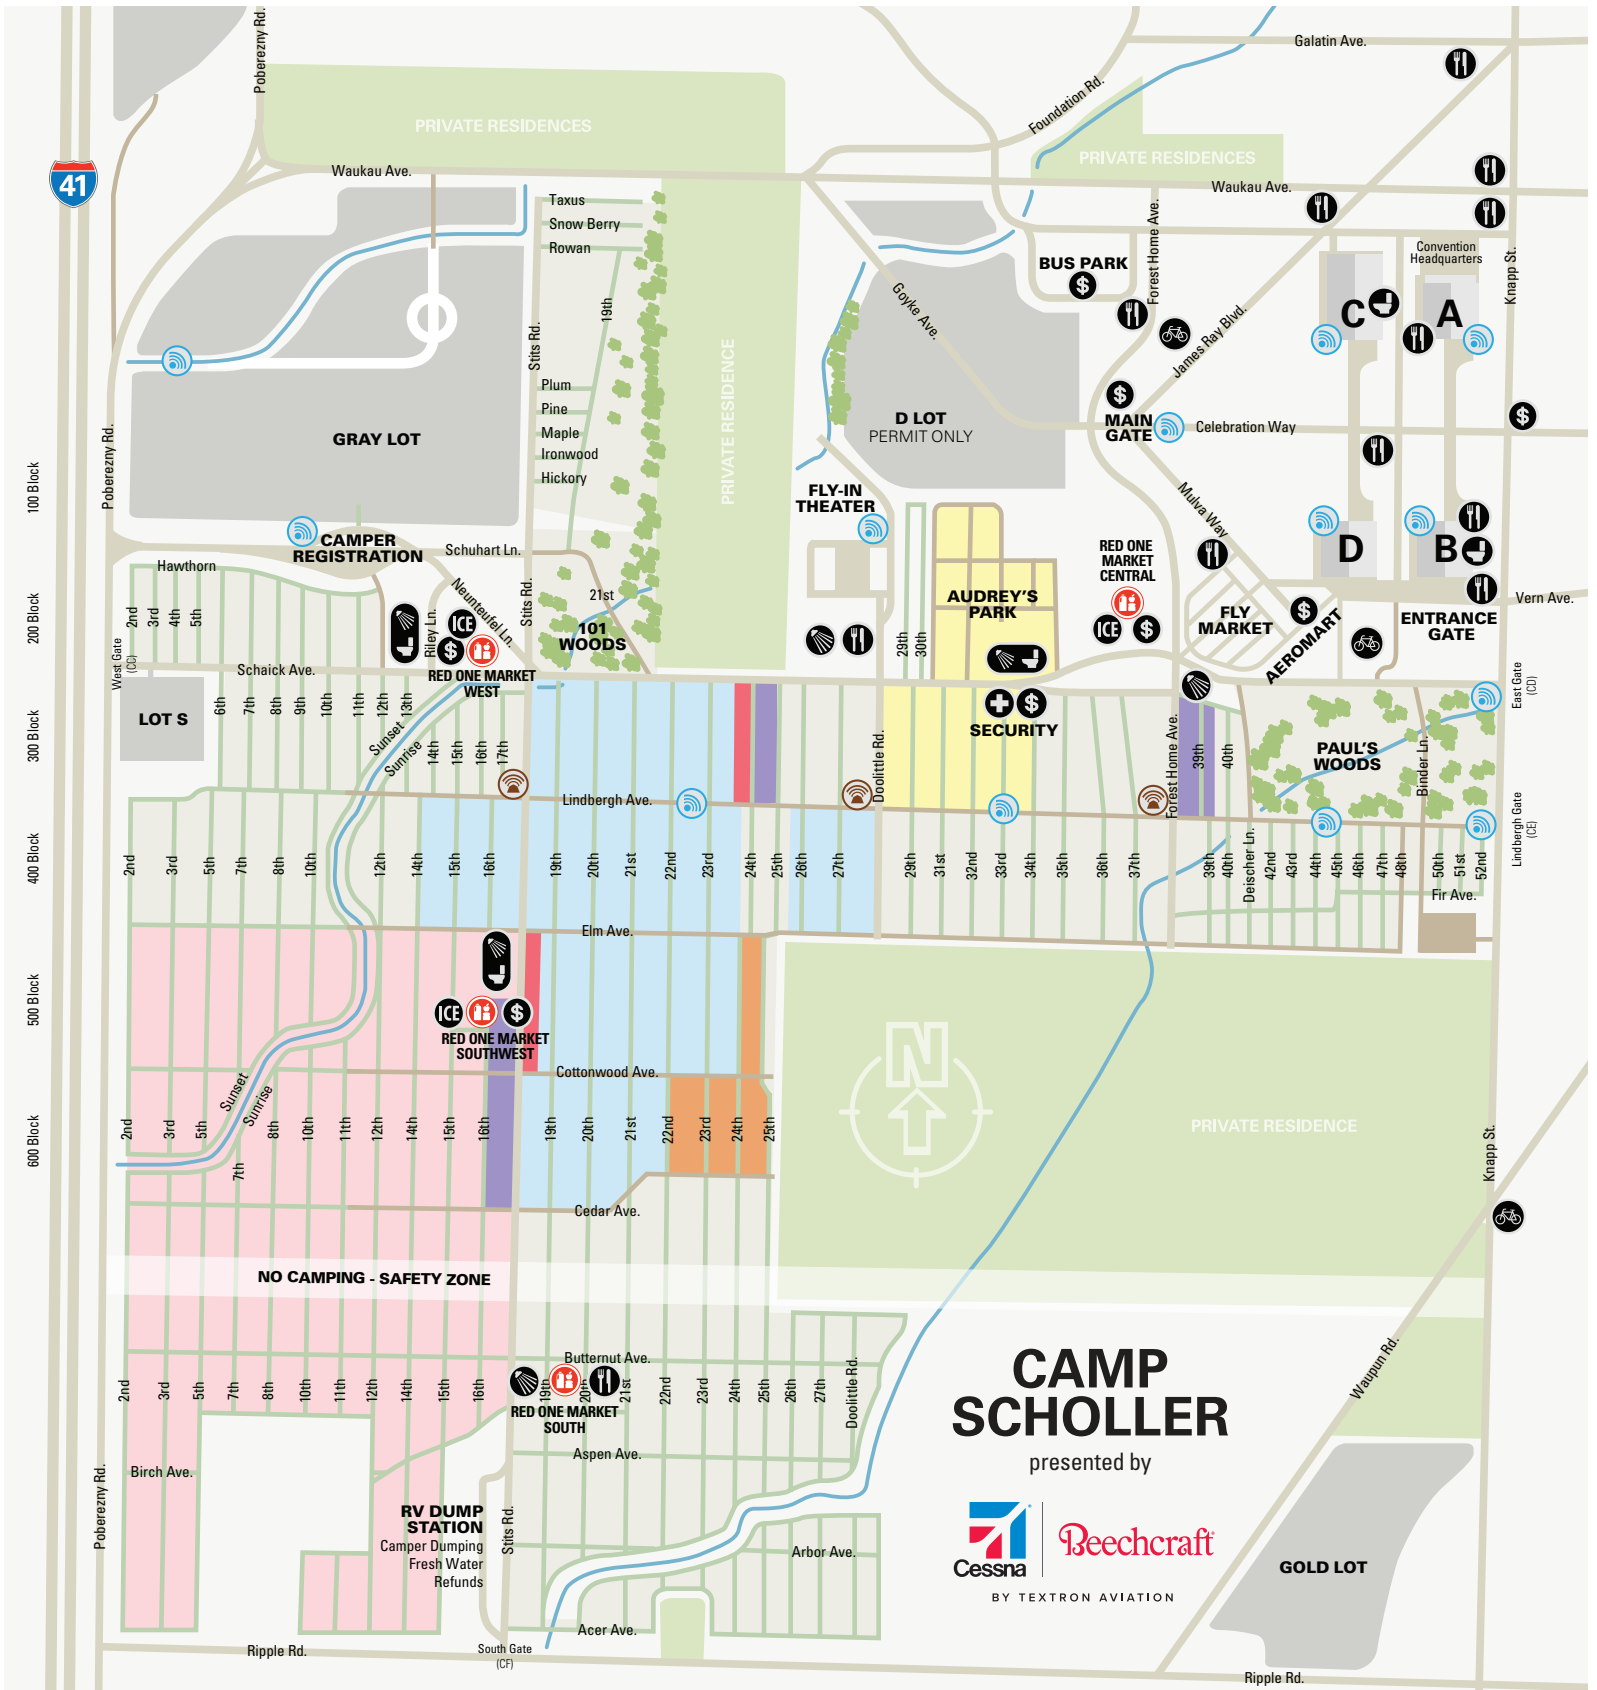 Galatin Ave.
Poberezny Rd.
Foundation Rd.
PRIVATE RESIDENCES
PRIVATE RESIDENCES
Waukau Ave.
Waukau Ave.
41
Taxus
Snow Berry
Rowan
19th
Stits Rd.
Forest Home Ave.
Convention
Headquarters
Knapp St.
BUS PARK
$
Goyke Ave.
James Ray Blvd.
C
A
PRIVATE RESIDENCE
Plum
Pine
Maple
Ironwood
Hickory
$
MAIN
GATE
Celebration Way
$
D LOT
PERMIT ONLY
GRAY LOT
Poberezny Rd.
100 Block
FLY-IN
THEATER
Mulva Way
CAMPER
REGISTRATION
Schuhart Ln.
D
B
RED ONE
MARKET
CENTRAL
Hawthorn
2nd
3rd
4th
5th
200 Block
Neunteufel Ln.
Riley Ln.
ICE
$
Stits Rd.
21st
101
WOODS
AUDREY'S
PARK
29th
30th
ICE
$
FLY
MARKET
$
AEROMART
Vern Ave.
ENTRANCE
GATE
West Gate
(CC)
Schaick Ave.
RED ONE MARKET
WEST
East Gate
(CD)
LOT S
6th
7th
8th
9th
10th
11th
12th
13th
Sunset
Sunrise
14th
15th
16th
17th
300 Block
$
SECURITY
Doolittle Rd.
Forest Home Ave.
39th
40th
PAUL'S
WOODS
Binder Ln.
Lindbergh Ave.
Lindbergh Gate
(CE)
400 Block
2nd
3rd
5th
7th
8th
10th
12th
14th
15th
16th
19th
20th
21st
22nd
23rd
24th
25th
26th
27th
29th
31st
32nd
33rd
34th
35th
36th
37th
39th
40th
Deischer Ln.
42nd
43rd
44th
45th
46th
47th
48th
50th
51st
52nd
Fir Ave.
Elm Ave.
500 Block
ICE
$
RED ONE MARKET
SOUTHWEST
N
Cottonwood Ave.
Sunset
Sunrise
600 Block
2nd
3rd
5th
7th
8th
10th
11th
12th
14th
15th
16th
19th
20th
21st
22nd
23rd
24th
25th
PRIVATE RESIDENCE
Knapp St.
Cedar Ave.
NO CAMPING - SAFETY ZONE
Butternut Ave.
2nd
3rd
5th
7th
8th
10th
11th
12th
14th
15th
16th
19th
20th
21st
22nd
23rd
24th
25th
26th
27th
Doolittle Rd.
Waupun Rd.
RED ONE MARKET
SOUTH
CAMP
SCHOLLER
presented by
Aspen Ave.
Birch Ave.
Poberezny Rd.
RV DUMP
STATION
Camper Dumping
Fresh Water
Refunds
Stits Rd.
Arbor Ave.
Cessna
Beechcraft
BY TEXTRON AVIATION
GOLD LOT
Acer Ave.
South Gate
(CF)
Ripple Rd.
Ripple Rd.